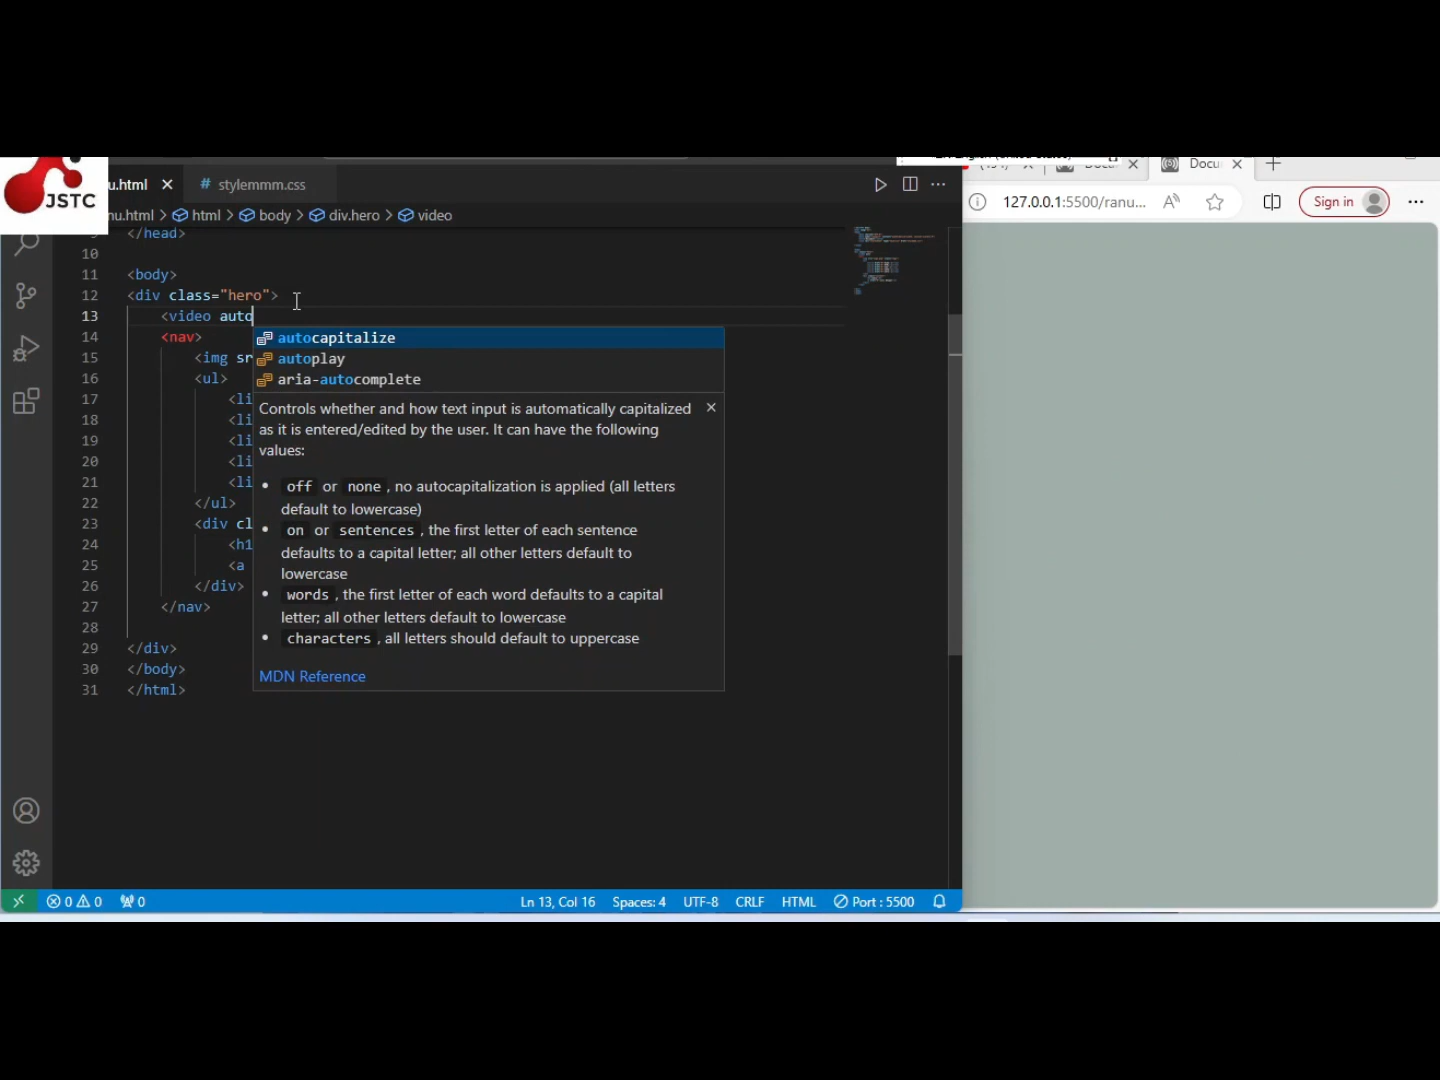 JSTC
u.html
# stylemmm.css
nu.html > html > body > div.hero > video
Docu
127.0.0.1:5500/ranu...
Sign in
</head>
10
11 <body>
12 <div class="hero">
13 <video auto
14 <nav>
15 <img sr
16 <ul>
17 <li
18 <li
19 <li
20 <li
21 <li
22 </ul>
23 <div cl
24 <h1
25 <a
26 </div>
27 </nav>
28
29 </div>
30 </body>
31 </html>
autocapitalize
autoplay
aria-autocomplete
Controls whether and how text input is automatically capitalized
as it is entered/edited by the user. It can have the following
values:
• off or none , no autocapitalization is applied (all letters
default to lowercase)
• on or sentences , the first letter of each sentence
defaults to a capital letter; all other letters default to
lowercase
• words , the first letter of each word defaults to a capital
letter; all other letters default to lowercase
• characters , all letters should default to uppercase
MDN Reference
0 0 0
Ln 13, Col 16 Spaces: 4 UTF-8 CRLF HTML Port : 5500